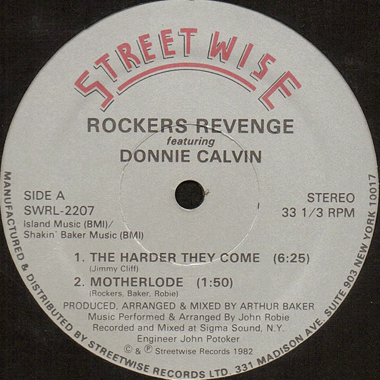 STREETWISE
ROCKERS REVENGE
featuring
DONNIE CALVIN
SIDE A
SWRL-2207
Island Music (BMI)/
Shakin' Baker Music (BMI)
STEREO
33 1/3 RPM
1. THE HARDER THEY COME (6:25)
(Jimmy Cliff)
2. MOTHERLODE (1:50)
(Rockers, Baker, Robie)
PRODUCED, ARRANGED & MIXED BY ARTHUR BAKER
Music Performed & Arranged By John Robie
Recorded and Mixed at Sigma Sound, N.Y.
Engineer John Potoker
© & ℗ Streetwise Records 1982
MANUFACTURED & DISTRIBUTED BY STREETWISE RECORDS LTD. 331 MADISON AVE. SUITE 903 NEW YORK 10017